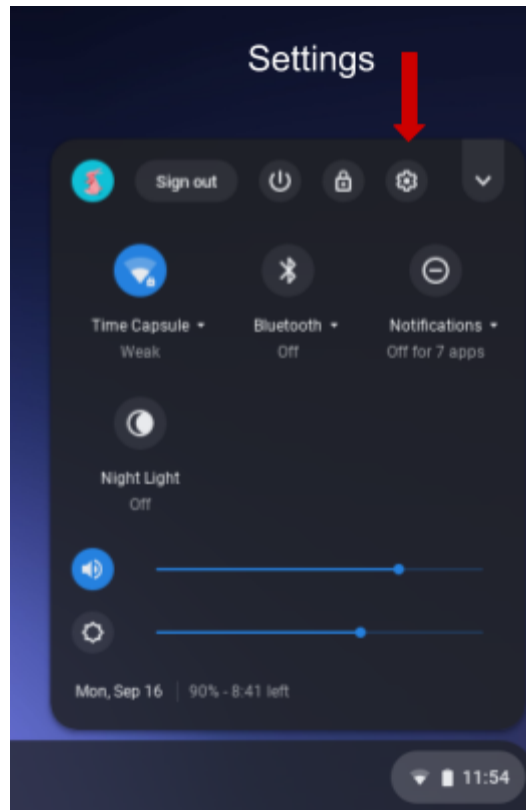 Settings
Sign out
Time Capsule Bluetooth Notifications
Weak Off Off for 7 apps
Night Light
Off
Mon, Sep 16 90% - 8:41 left
11:54